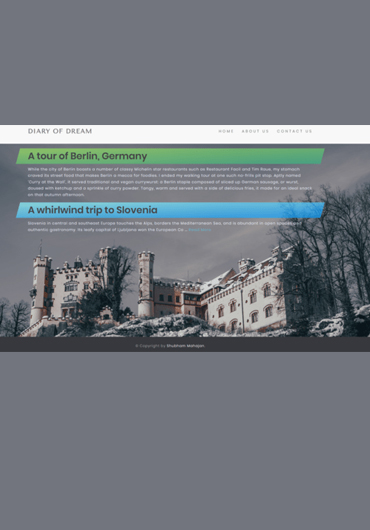 DIARY OF DREAM
HOME ABOUT US CONTACT US
A tour of Berlin, Germany
While the city of Berlin boasts a number of classy Michelin star restaurants such as Restaurant Facil and Tim Raue, my stomach
craved its street food that makes Berlin a mecca for foodies. I ended my walking tour at one such no-frills pit stop. Aptly named
'Curry at the Wall', it served traditional and vegan currywurst, a Berlin staple composed of sliced-up German sausage, or wurst,
doused with ketchup and a sprinkle of curry powder. Tangy, warm and served with a side of delicious fries, it made for an ideal snack
on that autumn afternoon.
A whirlwind trip to Slovenia
Slovenia in central and southeast Europe touches the Alps, borders the Mediterranean Sea, and is abundant in open
authentic gastronomy. Its leafy capital of Ljubljana won the European Co ...
© Copyright by Shubham Mahajan.